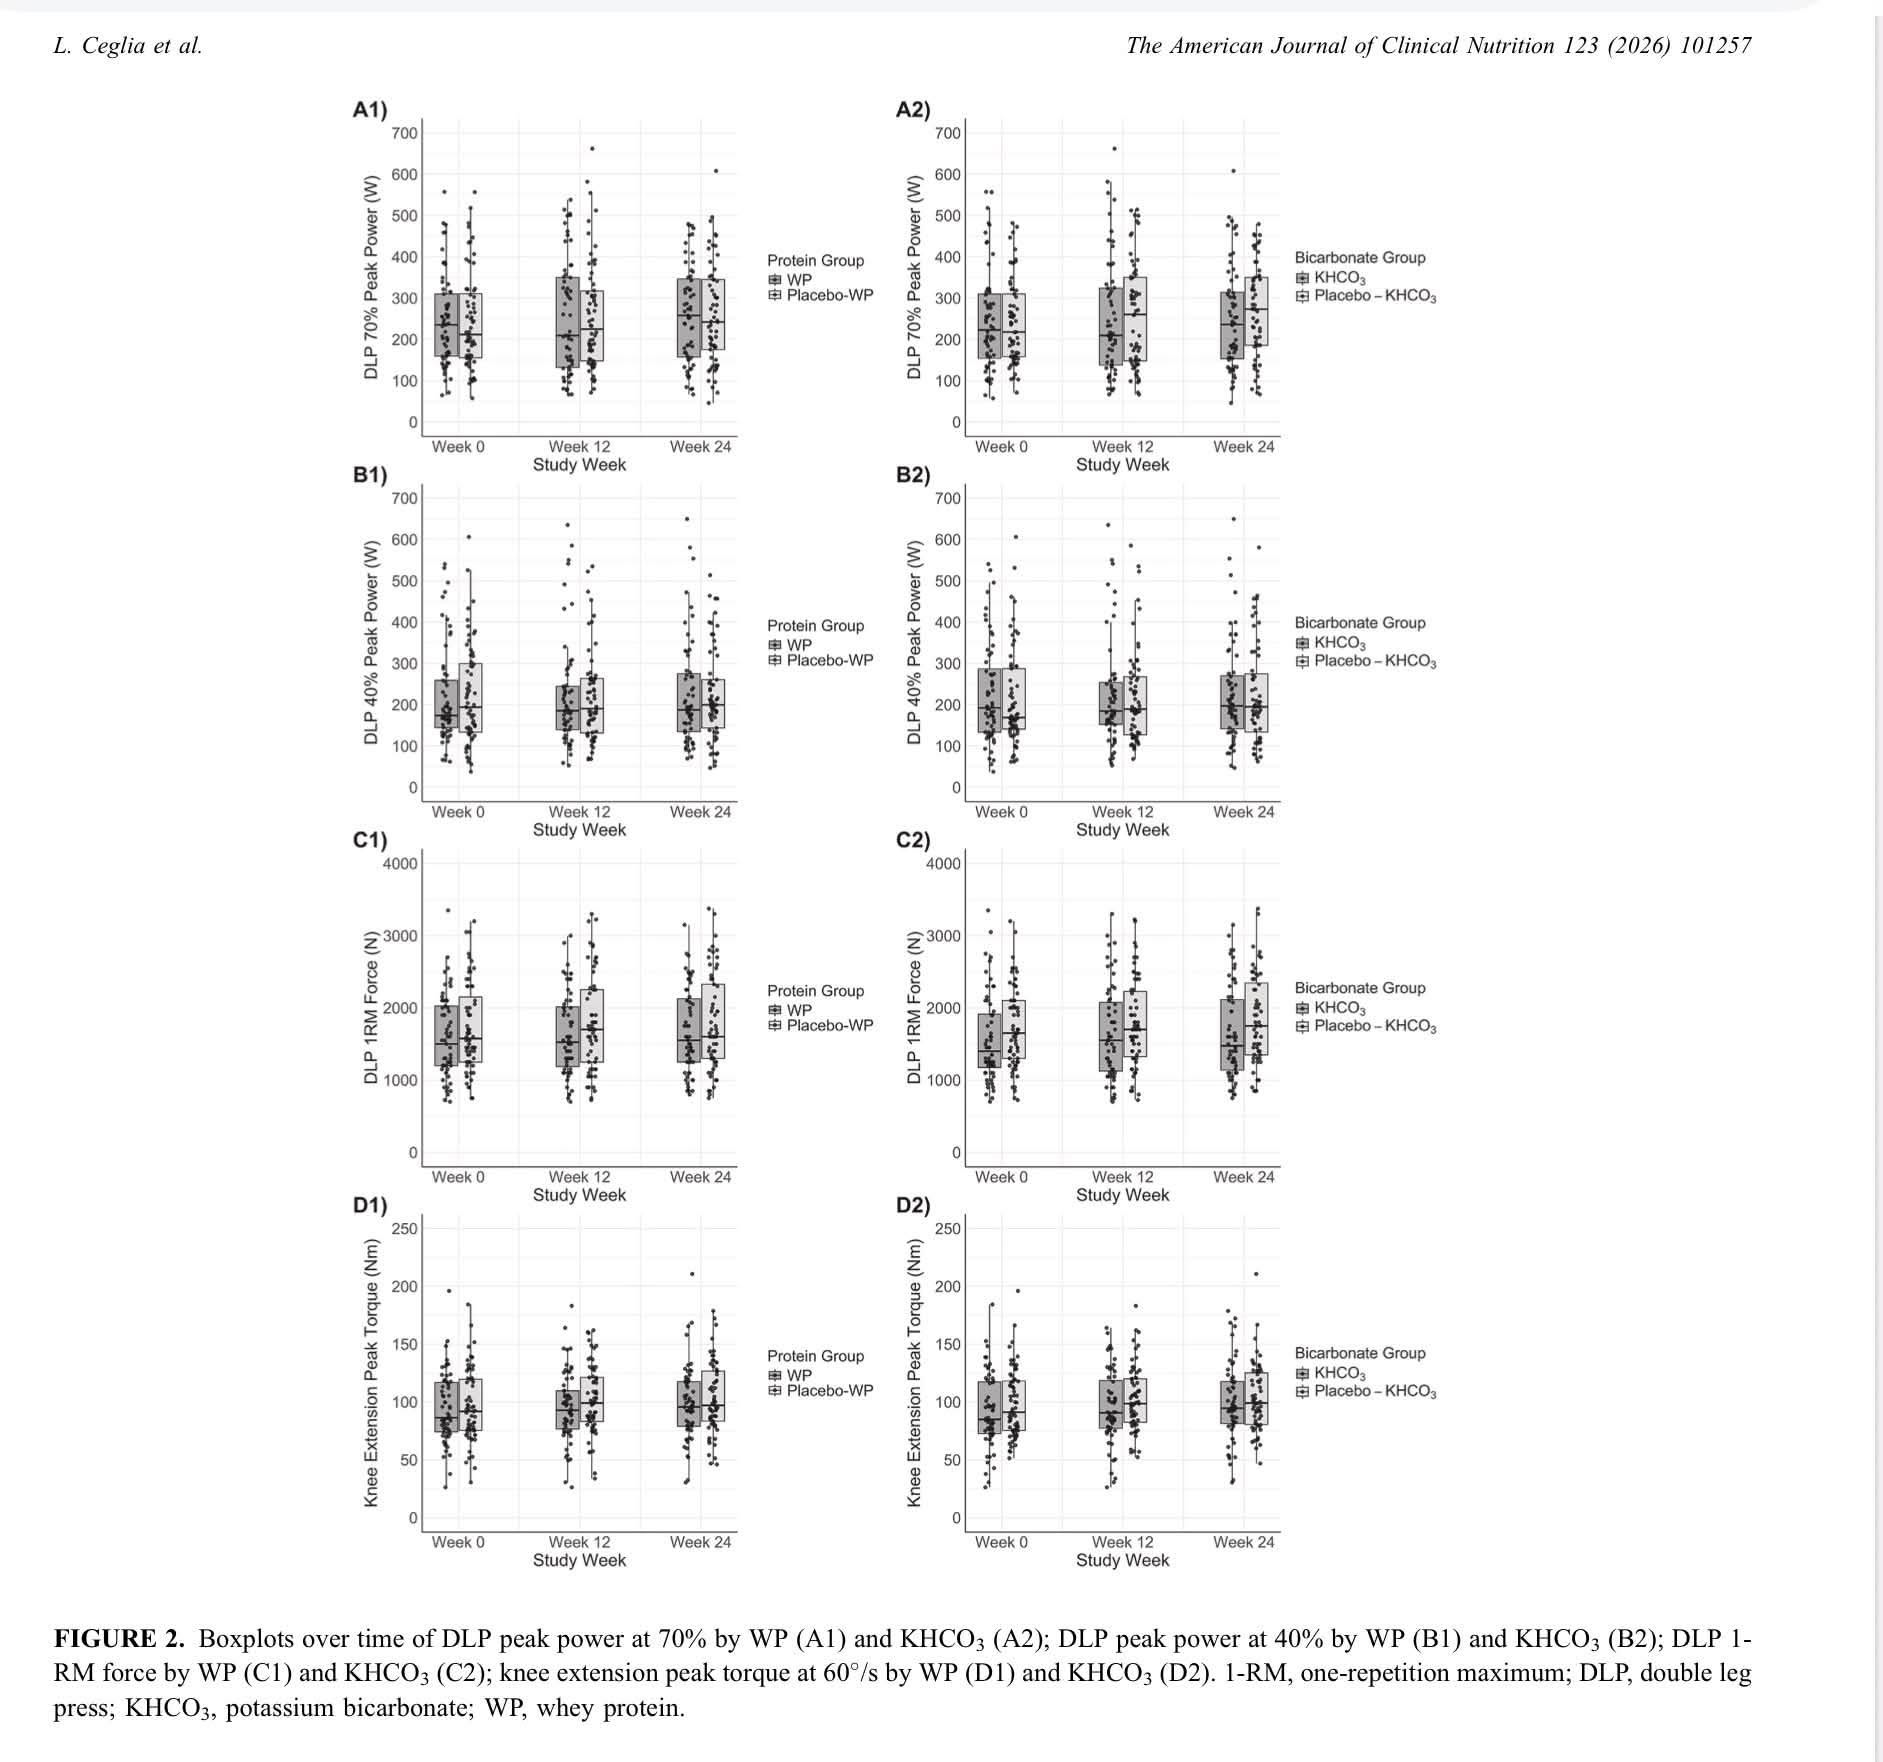 L. Ceglia et al.
The American Journal of Clinical Nutrition 123 (2026) 101257
A1)
DLP 70% Peak Power (W)
700
600
500
400
300
200
100
0
Week 0 Week 12 Week 24
Study Week
Protein Group
WP
Placebo-WP
A2)
DLP 70% Peak Power (W)
700
600
500
400
300
200
100
0
Week 0 Week 12 Week 24
Study Week
Bicarbonate Group
KHCO₃
Placebo – KHCO₃
B1)
DLP 40% Peak Power (W)
700
600
500
400
300
200
100
0
Week 0 Week 12 Week 24
Study Week
Protein Group
WP
Placebo-WP
B2)
DLP 40% Peak Power (W)
700
600
500
400
300
200
100
0
Week 0 Week 12 Week 24
Study Week
Bicarbonate Group
KHCO₃
Placebo – KHCO₃
C1)
DLP 1RM Force (N)
4000
3000
2000
1000
0
Week 0 Week 12 Week 24
Study Week
Protein Group
WP
Placebo-WP
C2)
DLP 1RM Force (N)
4000
3000
2000
1000
0
Week 0 Week 12 Week 24
Study Week
Bicarbonate Group
KHCO₃
Placebo – KHCO₃
D1)
Knee Extension Peak Torque (Nm)
250
200
150
100
50
0
Week 0 Week 12 Week 24
Study Week
Protein Group
WP
Placebo-WP
D2)
Knee Extension Peak Torque (Nm)
250
200
150
100
50
0
Week 0 Week 12 Week 24
Study Week
Bicarbonate Group
KHCO₃
Placebo – KHCO₃
FIGURE 2. Boxplots over time of DLP peak power at 70% by WP (A1) and KHCO₃ (A2); DLP peak power at 40% by WP (B1) and KHCO₃ (B2); DLP 1-
RM force by WP (C1) and KHCO₃ (C2); knee extension peak torque at 60°/s by WP (D1) and KHCO₃ (D2). 1-RM, one-repetition maximum; DLP, double leg
press; KHCO₃, potassium bicarbonate; WP, whey protein.